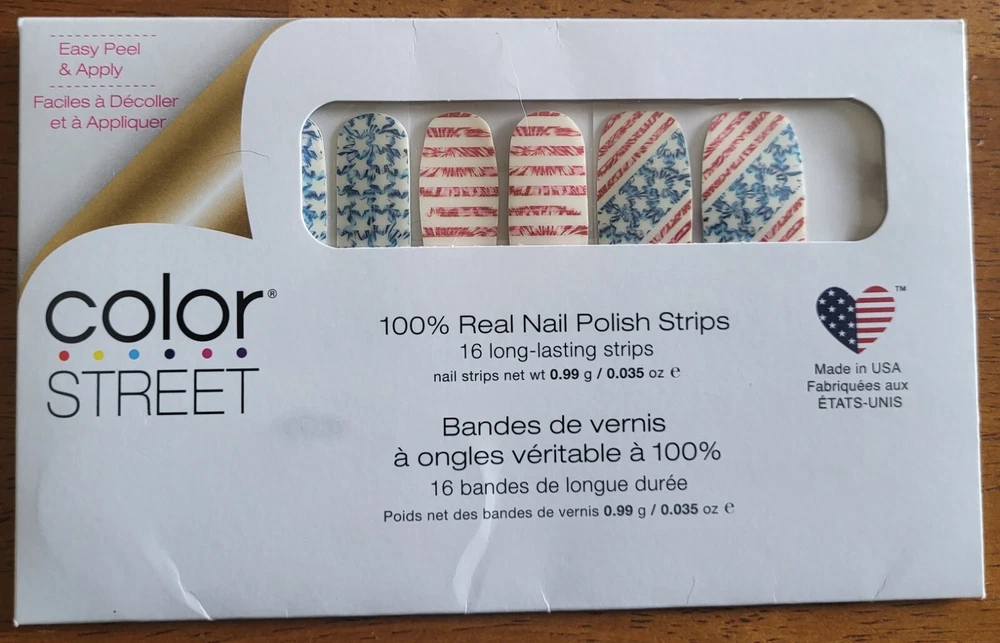 Easy Peel
& Apply
Faciles à Décoller
et à Appliquer
color®
STREET
100% Real Nail Polish Strips
16 long-lasting strips
nail strips net wt 0.99 g / 0.035 oz ℮
Bandes de vernis
à ongles véritable à 100%
16 bandes de longue durée
Poids net des bandes de vernis 0.99 g / 0.035 oz ℮
™
Made in USA
Fabriquées aux
ÉTATS-UNIS